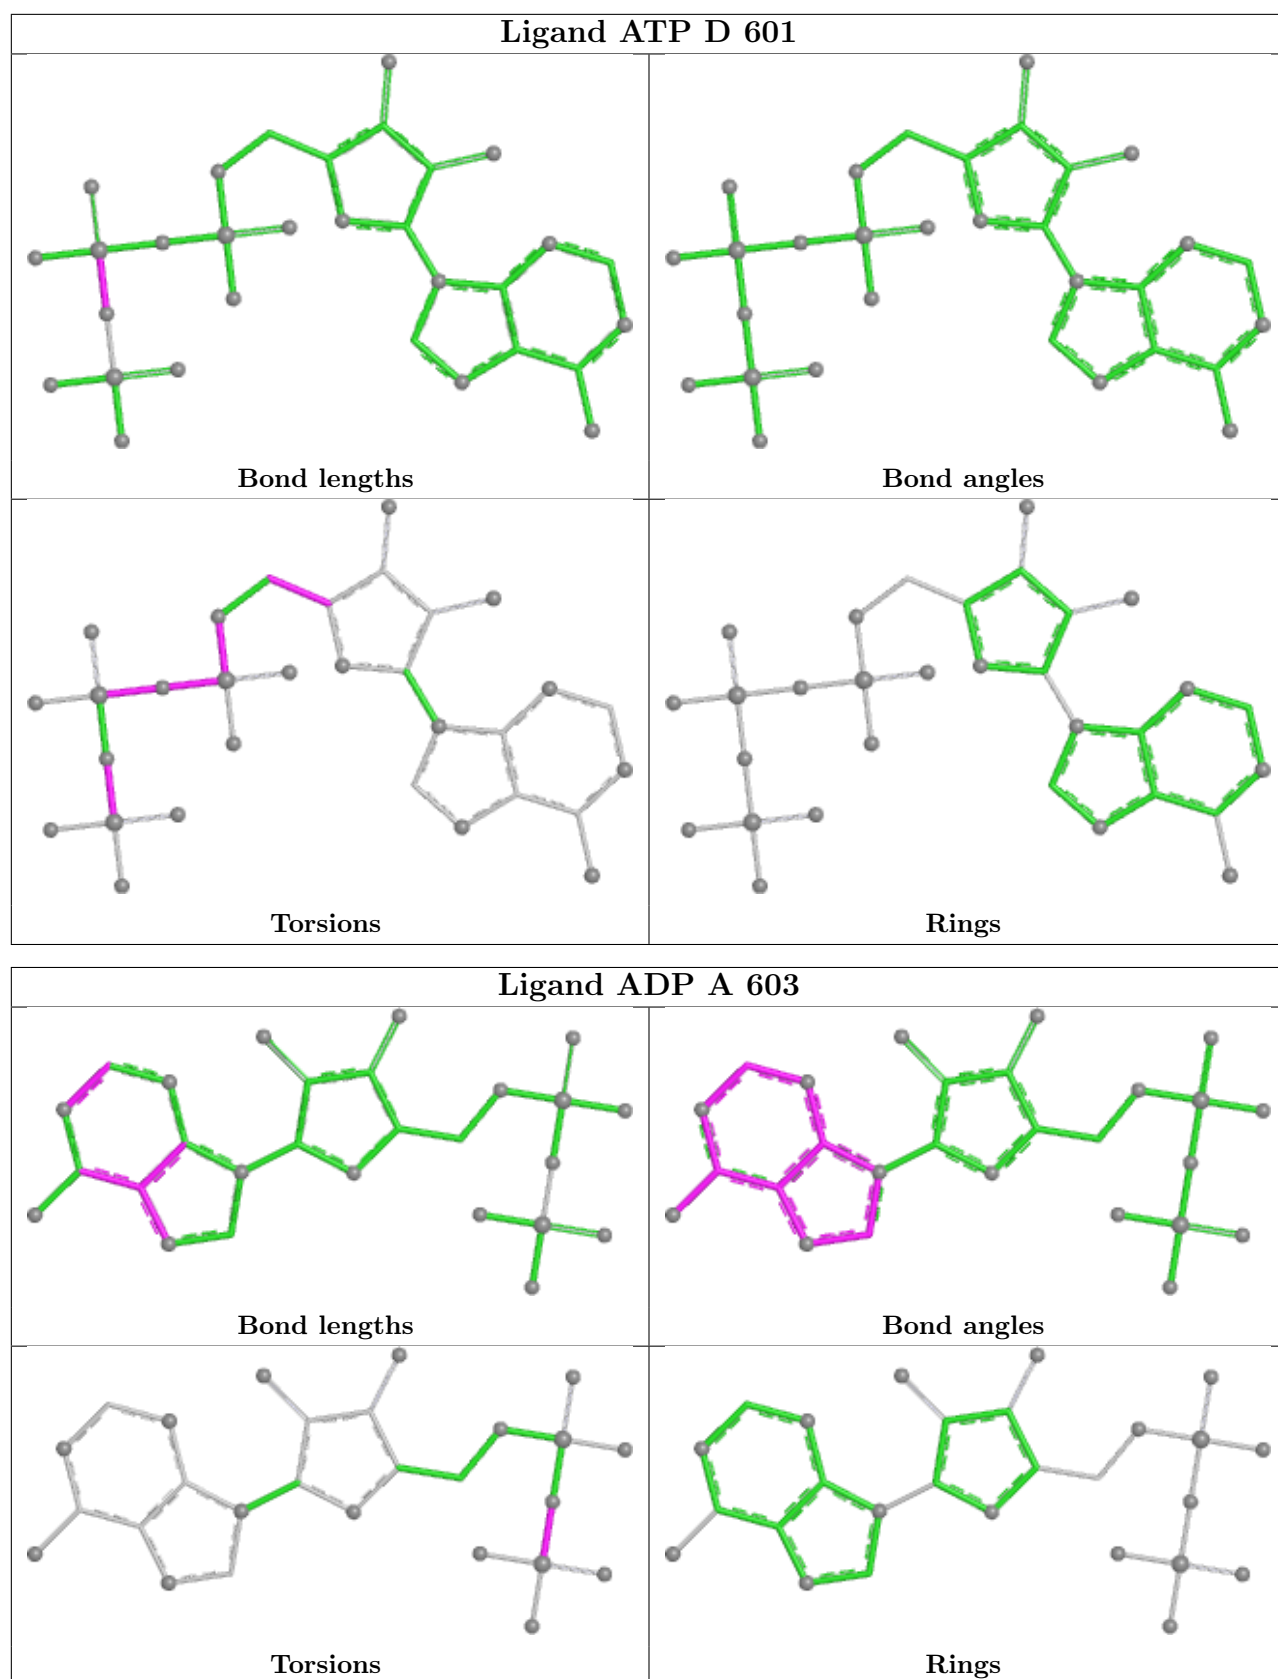 Ligand ATP D 601
Bond lengths
Bond angles
Torsions
Rings
Ligand ADP A 603
Bond lengths
Bond angles
Torsions
Rings